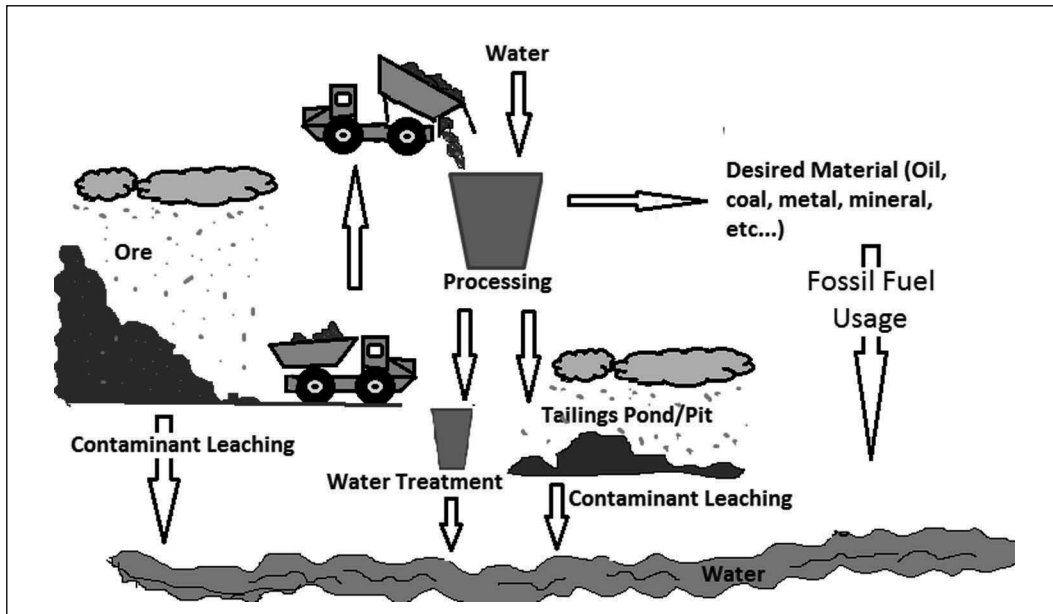 Water
Desired Material (Oil,
coal, metal, mineral,
etc...)
Ore
Processing
Fossil Fuel
Usage
Tailings Pond/Pit
Contaminant Leaching
Water Treatment
Contaminant Leaching
Water